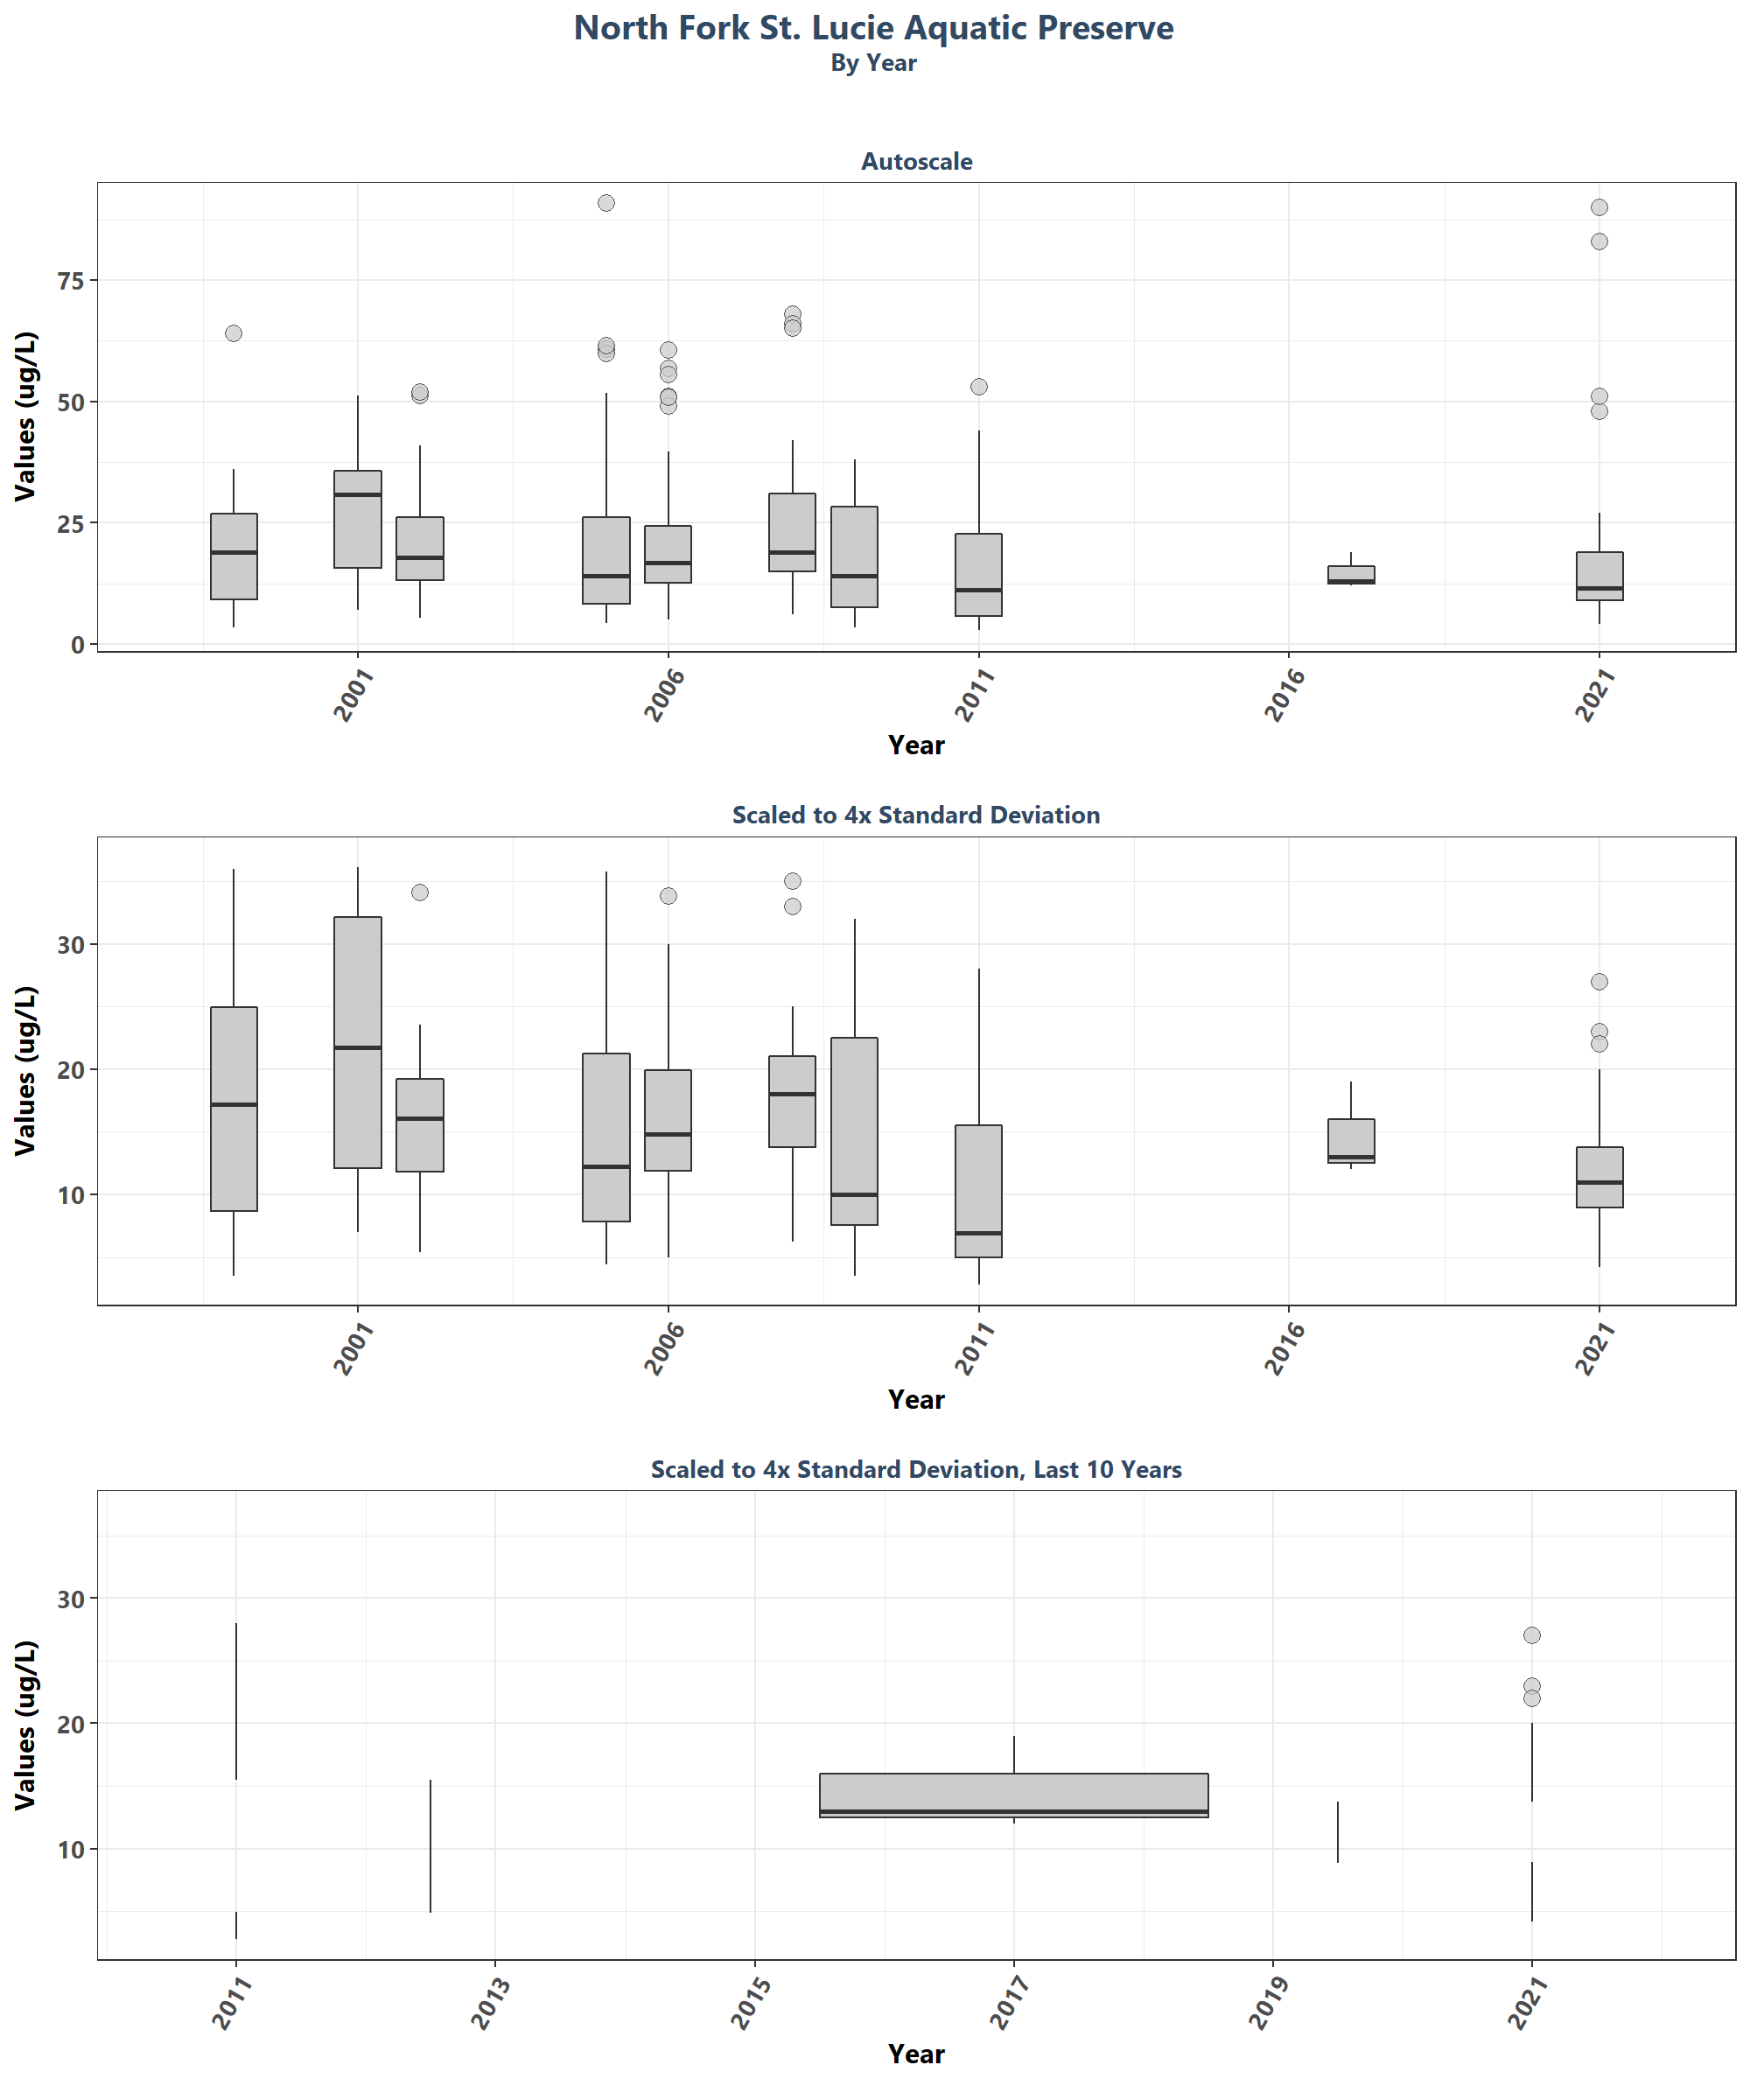 North Fork St. Lucie Aquatic Preserve
By Year
Autoscale
Values (ug/L)
75
50
25
0
2001
2006
2011
2016
2021
Year
Scaled to 4x Standard Deviation
Values (ug/L)
30
20
10
2001
2006
2011
2016
2021
Year
Scaled to 4x Standard Deviation, Last 10 Years
Values (ug/L)
30
20
10
2011
2013
2015
2017
2019
2021
Year